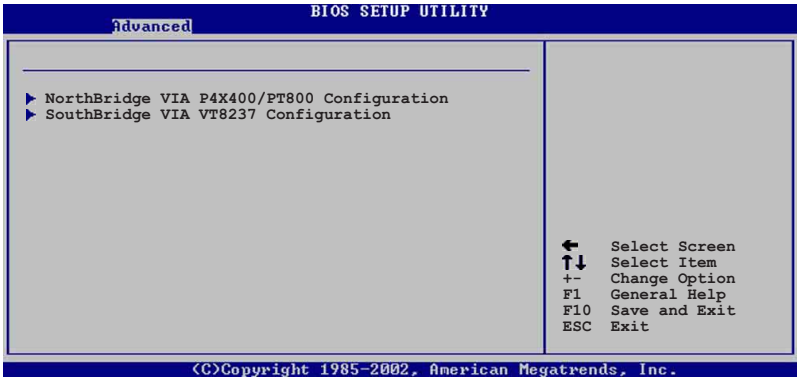 BIOS SETUP UTILITY
Advanced
NorthBridge VIA P4X400/PT800 Configuration
SouthBridge VIA VT8237 Configuration
Select Screen
Select Item
+- Change Option
F1 General Help
F10 Save and Exit
ESC Exit
(C)Copyright 1985-2002, American Megatrends, Inc.